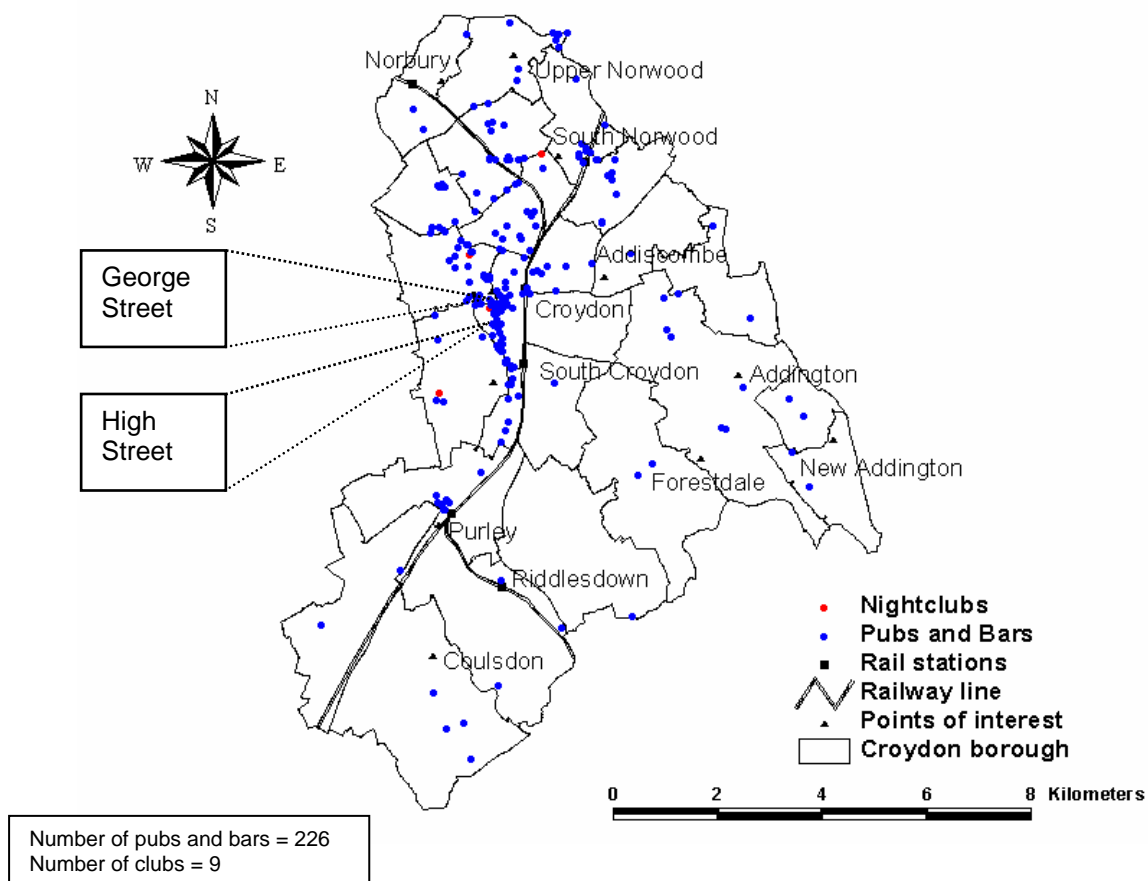 Norbury
Upper Norwood
N
W
E
S
South Norwood
George
Street
Addiscombe
Croydon
High
Street
South Croydon
Addington
New Addington
Forestdale
Purley
Riddlesdown
Coulsdon
Nightclubs
Pubs and Bars
Rail stations
Railway line
Points of interest
Croydon borough
0 2 4 6 8 Kilometers
Number of pubs and bars = 226
Number of clubs = 9